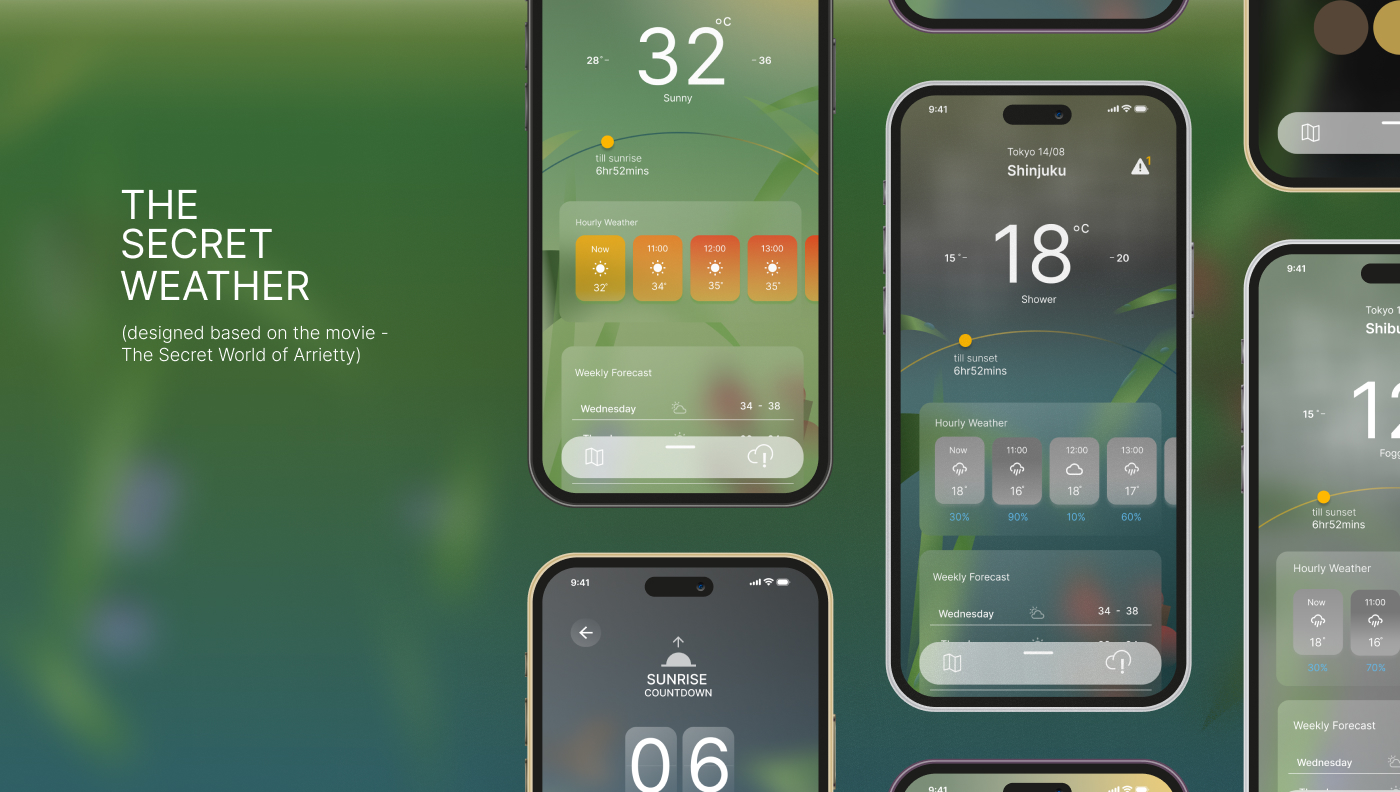 THE
SECRET
WEATHER
(designed based on the movie -
The Secret World of Arrietty)
°C
28°- 32 - 36
Sunny
till sunrise
6hr52mins
Hourly Weather
Now 11:00 12:00 13:00
32° 34° 35° 35°
Weekly Forecast
Wednesday 34 - 38
9:41
SUNRISE
COUNTDOWN
06
9:41
Tokyo 14/08
Shinjuku
1
°C
15°- 18 - 20
Shower
till sunset
6hr52mins
Hourly Weather
Now 11:00 12:00 13:00
18° 16° 18° 17°
30% 90% 10% 60%
Weekly Forecast
Wednesday 34 - 38
9:41
9:41
Tokyo 1
Shibu
15°- 12
Fogg
till sunset
6hr52mins
Hourly Weather
Now 11:00
18° 16°
30% 70%
Weekly Forecast
Wednesday